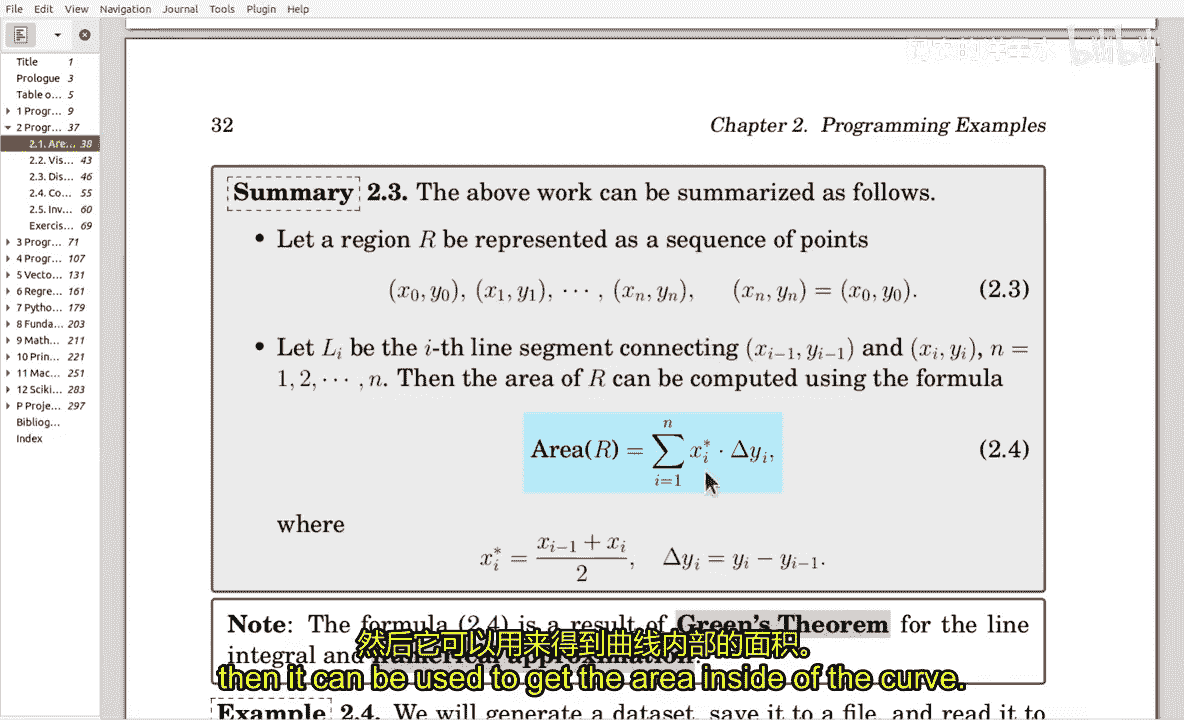 File Edit View Navigation Journal Tools Plugin Help
Title 1
Prologue 3
Table o... 5
1 Progr... 9
2 Progr... 37
2.1. Are... 38
2.2. Vis... 43
2.3. Dis... 46
2.4. Co... 55
2.5. Inv... 60
Exercis... 69
3 Progr... 71
4 Progr... 107
5 Vecto... 131
6 Regre... 161
7 Pytho... 179
8 Funda... 203
9 Math... 211
10 Prin... 221
11 Mac... 251
12 Sciki... 283
P Proje... 297
Bibliog...
Index
bilibili
32 Chapter 2. Programming Examples
Summary 2.3. The above work can be summarized as follows.
• Let a region R be represented as a sequence of points
(x₀, y₀), (x₁, y₁), ⋯ , (xₙ, yₙ), (xₙ, yₙ) = (x₀, y₀). (2.3)
• Let Lᵢ be the i-th line segment connecting (xᵢ₋₁, yᵢ₋₁) and (xᵢ, yᵢ), n =
1, 2, ⋯ , n. Then the area of R can be computed using the formula
Area(R) = ∑ᵢ₌₁ⁿ xᵢ* · Δyᵢ, (2.4)
where
xᵢ* = (xᵢ₋₁ + xᵢ)/2, Δyᵢ = yᵢ − yᵢ₋₁.
Note: The formula (2.4) is a result of Green's Theorem for the line
integral and numerical approximation.
然后它可以用来得到曲线内部的面积。
then it can be used to get the area inside of the curve.
Example 2.4. We will generate a dataset, save it to a file, and read it to